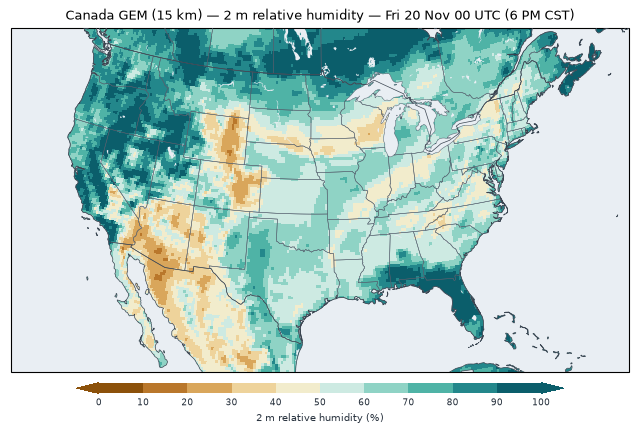 Canada GEM (15 km) — 2 m relative humidity — Fri 20 Nov 00 UTC (6 PM CST)
0 10 20 30 40 50 60 70 80 90 100
2 m relative humidity (%)